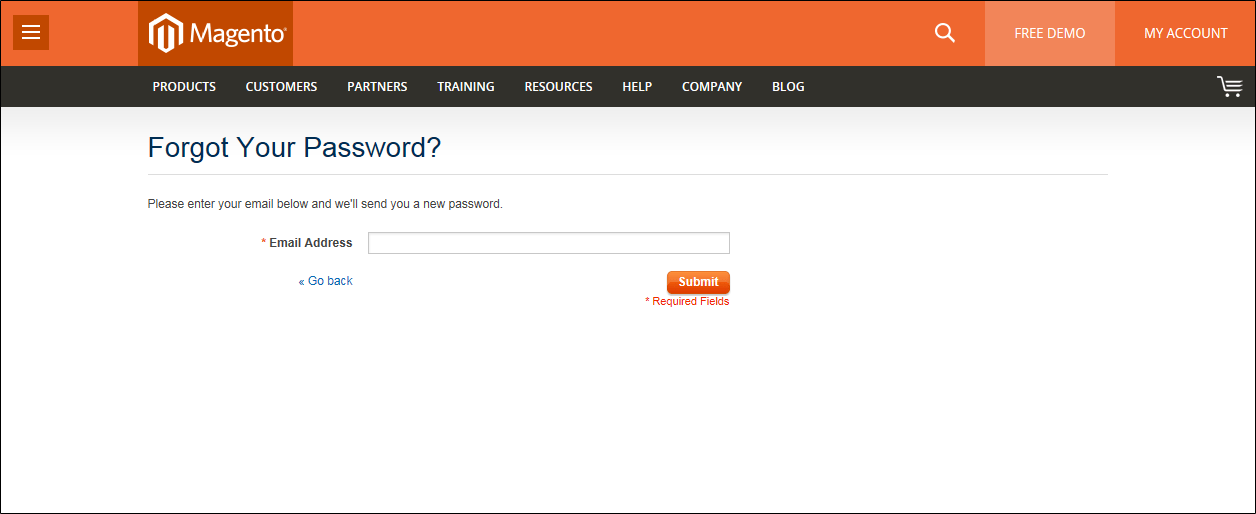 Magento®
FREE DEMO
MY ACCOUNT
PRODUCTS CUSTOMERS PARTNERS TRAINING RESOURCES HELP COMPANY BLOG
Forgot Your Password?
Please enter your email below and we'll send you a new password.
* Email Address
« Go back
Submit
* Required Fields